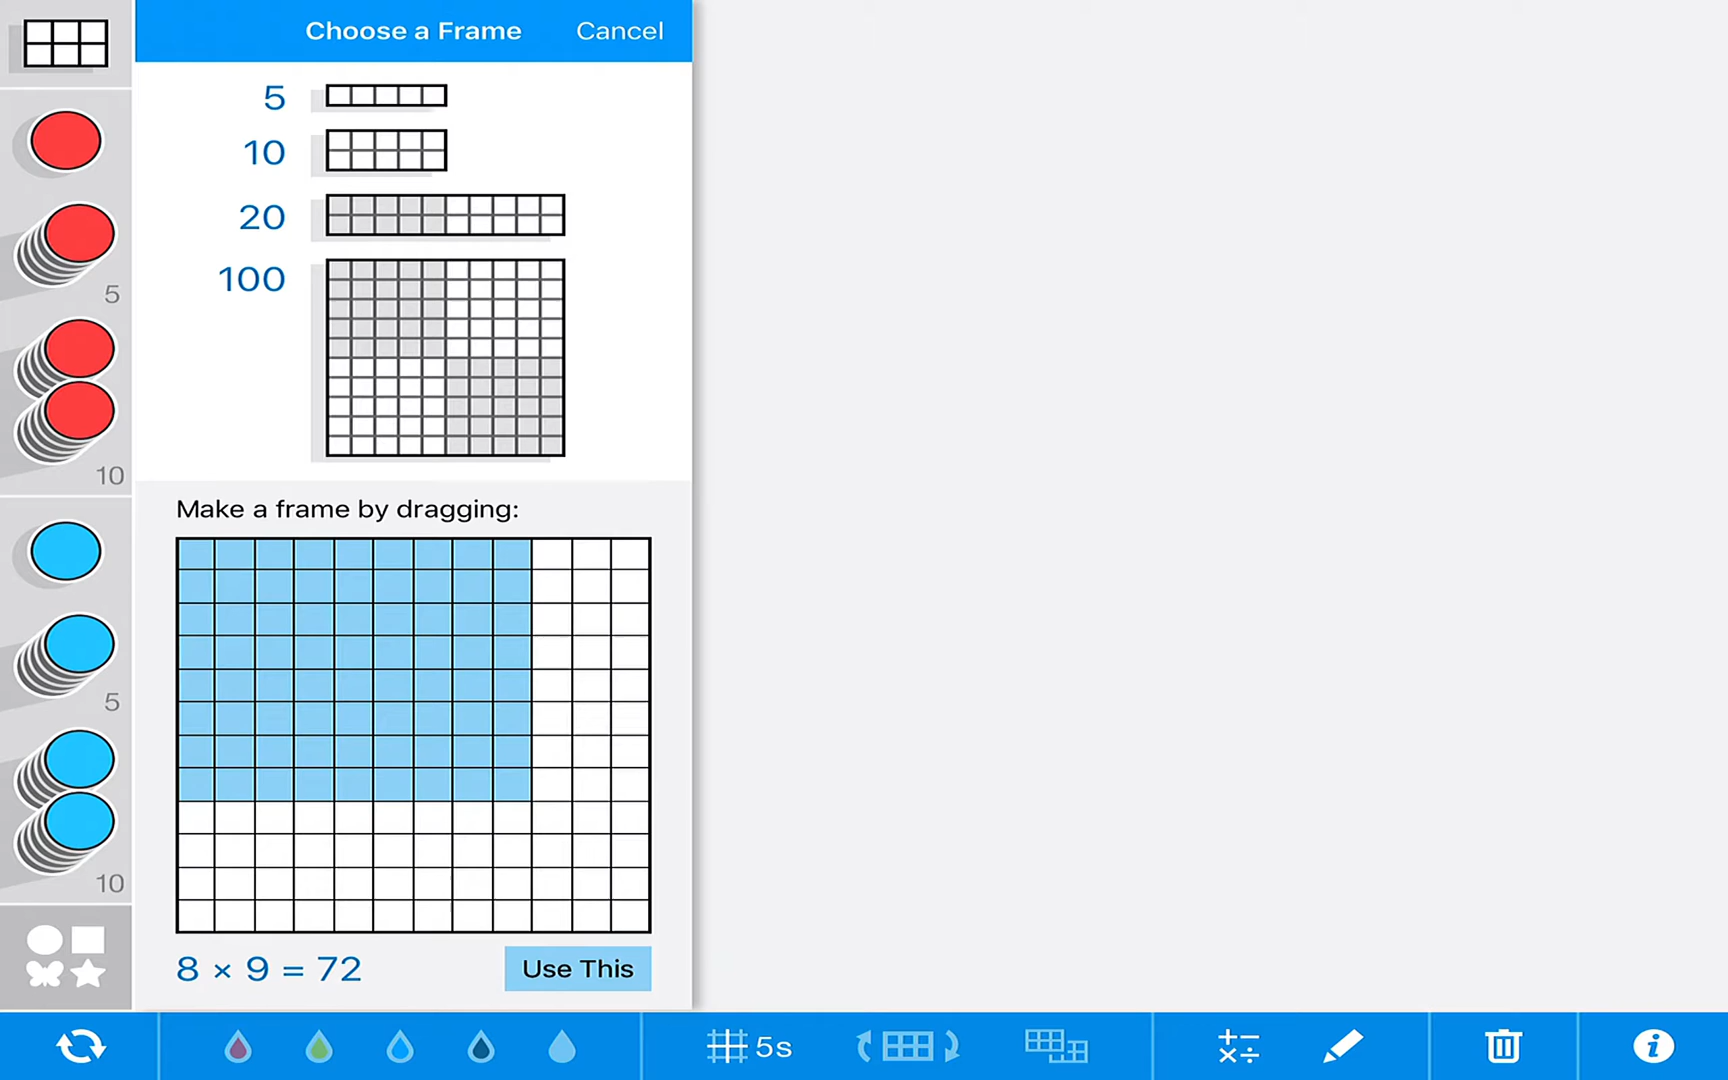 Choose a Frame
Cancel
5
10
20
100
5
10
Make a frame by dragging:
5
10
8 × 9 = 72
Use This
5s
+−
×÷
i